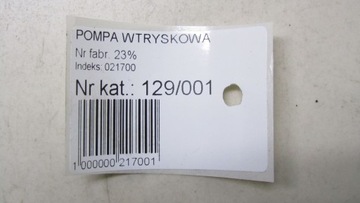 POMPA WTRYSKOWA
Nr fabr. 23%
Indeks: 021700
Nr kat.: 129/001
1 000000 217001